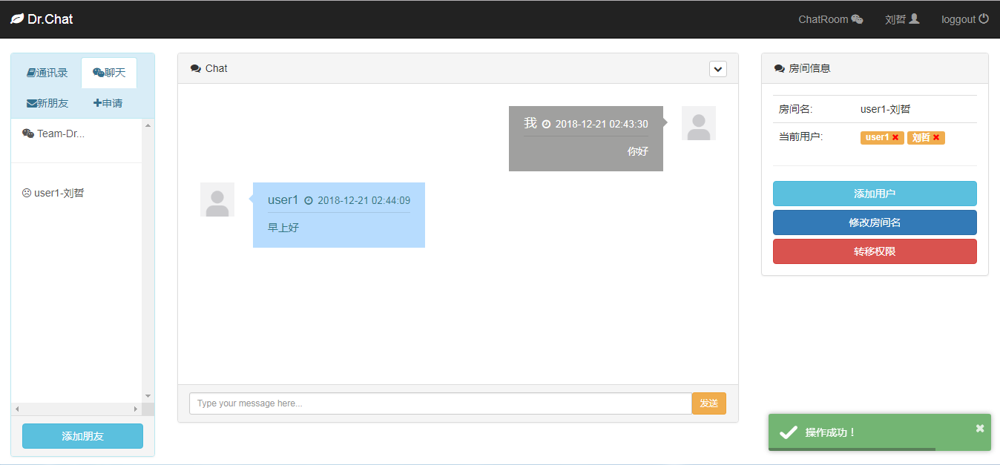 Dr.Chat
ChatRoom
刘哲
loggout
通讯录
聊天
新朋友
申请
Team-Dr...
user1-刘哲
添加朋友
Chat
我 2018-12-21 02:43:30
你好
user1 2018-12-21 02:44:09
早上好
Type your message here...
发送
房间信息
房间名: user1-刘哲
当前用户: user1 刘哲
添加用户
修改房间名
转移权限
操作成功！